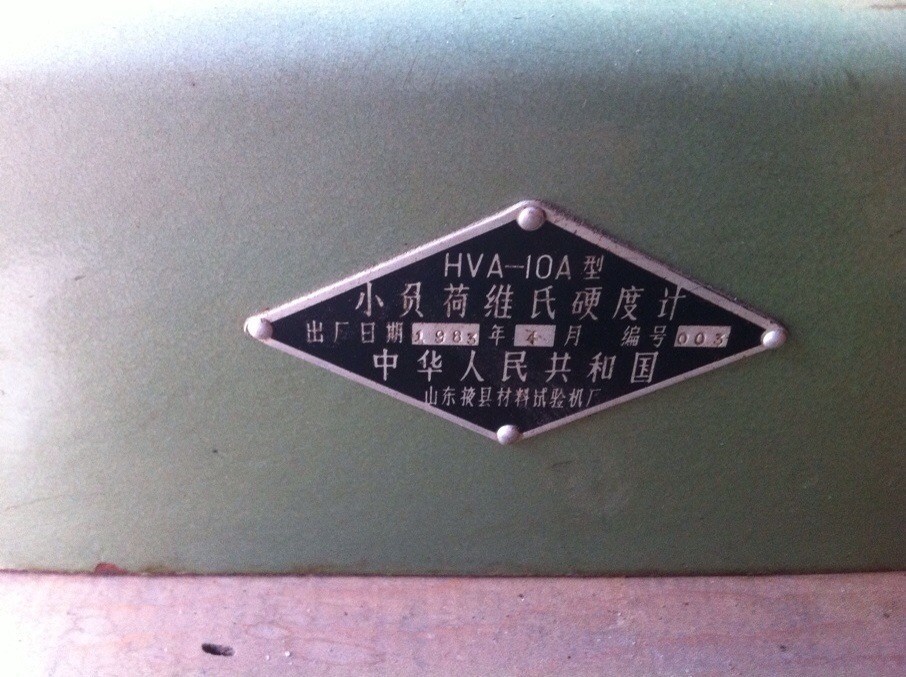 HVA-10A型
小负荷维氏硬度计
出厂日期 1983 年 月 编号 003
中华人民共和国
山东掖县材料试验机厂